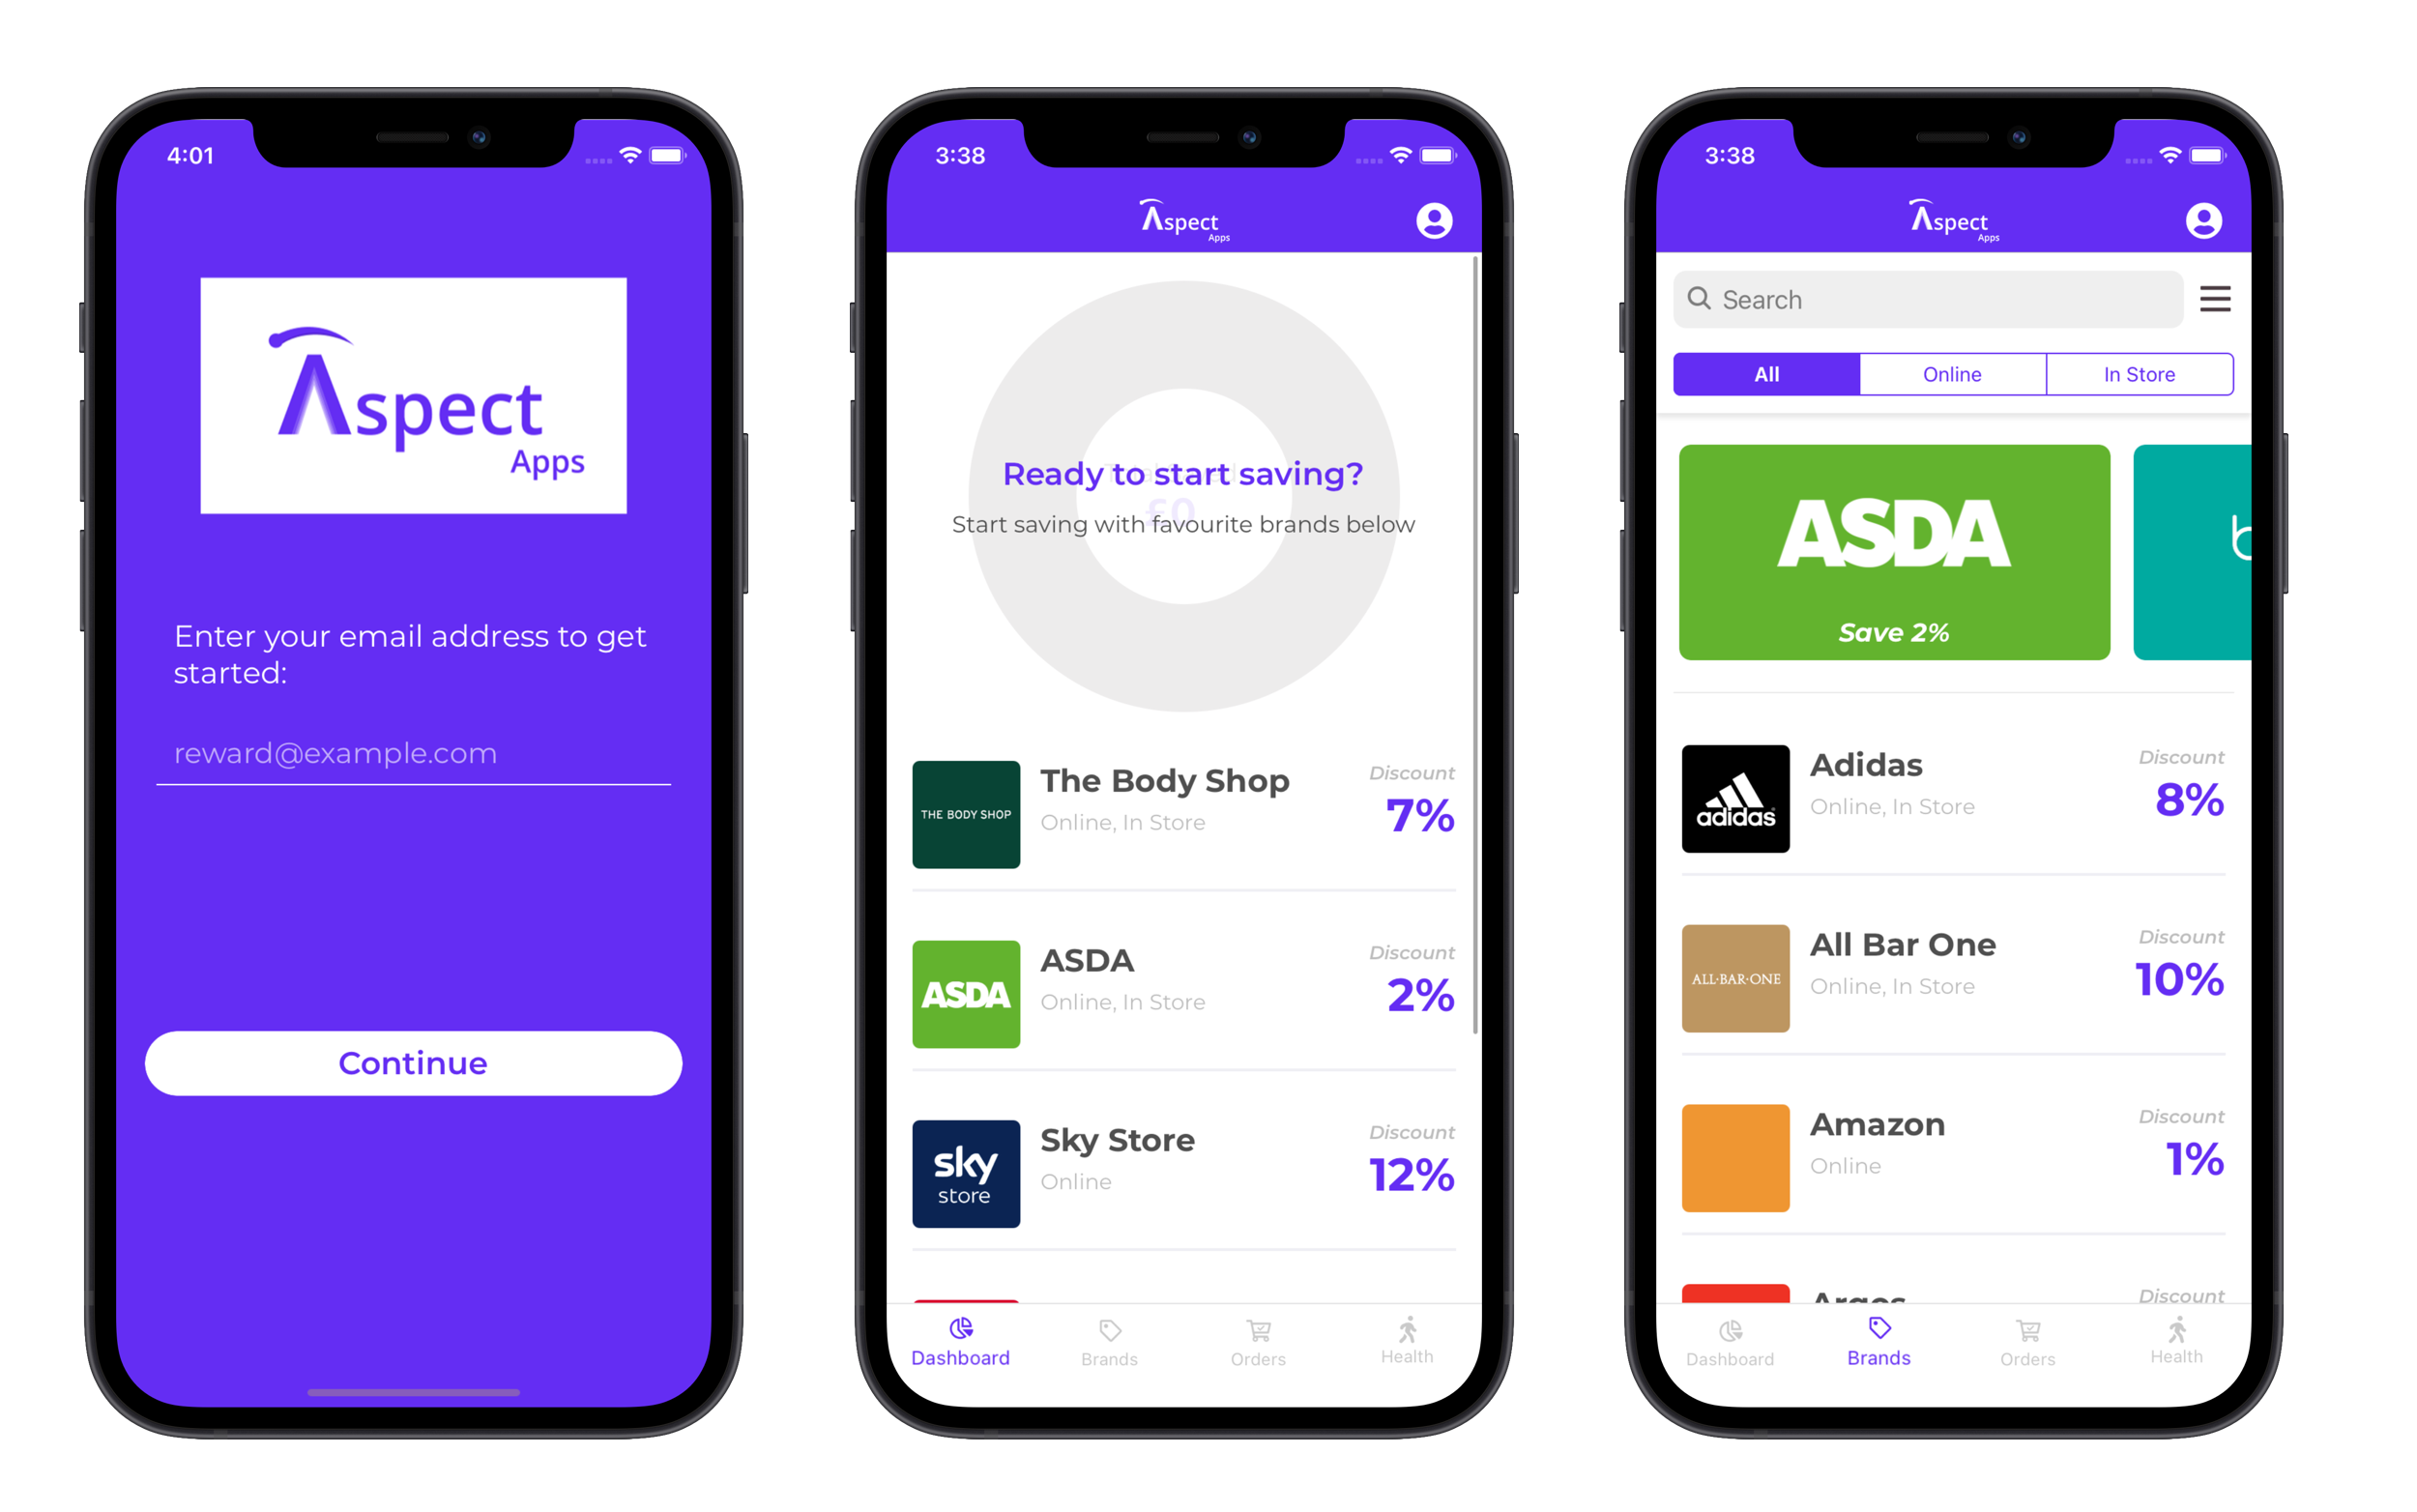 4:01
Aspect
Apps
Enter your email address to get
started:
reward@example.com
Continue
3:38
Aspect
Apps
Ready to start saving?
£0
Start saving with favourite brands below
THE BODY SHOP
The Body Shop
Online, In Store
Discount
7%
ASDA
ASDA
Online, In Store
Discount
2%
sky
store
Sky Store
Online
Discount
12%
Dashboard
Brands
Orders
Health
3:38
Aspect
Apps
Search
All
Online
In Store
ASDA
Save 2%
b
adidas
Adidas
Online, In Store
Discount
8%
ALL·BAR·ONE
All Bar One
Online, In Store
Discount
10%
Amazon
Online
Discount
1%
Argos
Discount
Dashboard
Brands
Orders
Health